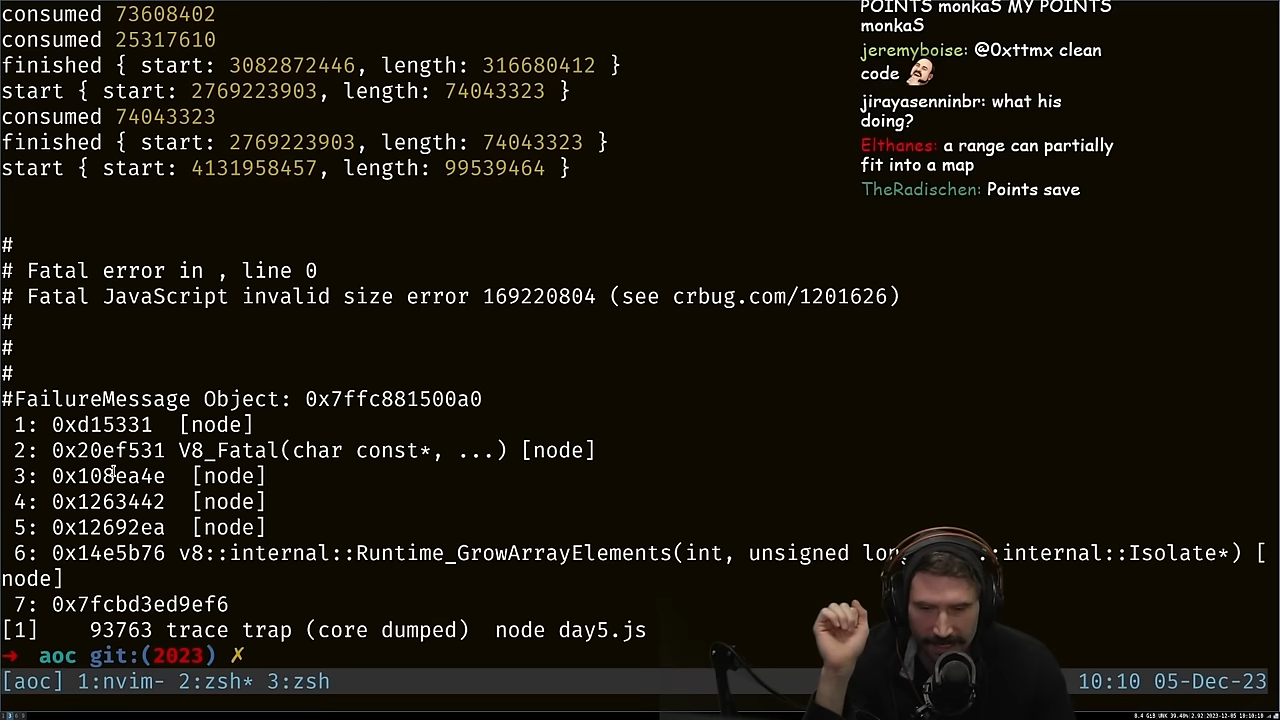 consumed 73608402
consumed 25317610
finished { start: 3082872446, length: 316680412 }
start { start: 2769223903, length: 74043323 }
consumed 74043323
finished { start: 2769223903, length: 74043323 }
start { start: 4131958457, length: 99539464 }
#
# Fatal error in , line 0
# Fatal JavaScript invalid size error 169220804 (see crbug.com/1201626)
#
#
#
#FailureMessage Object: 0x7ffc881500a0
1: 0xd15331 [node]
2: 0x20ef531 V8_Fatal(char const*, ...) [node]
3: 0x108ea4e [node]
4: 0x1263442 [node]
5: 0x12692ea [node]
6: 0x14e5b76 v8::internal::Runtime_GrowArrayElements(int, unsigned lo ::internal::Isolate*) [
node]
7: 0x7fcbd3ed9ef6
[1] 93763 trace trap (core dumped) node day5.js
→ aoc git:(2023) ✗
[aoc] 1:nvim- 2:zsh* 3:zsh 10:10 05-Dec-23
POINTS monkaS MY POINTS
monkaS
jeremyboise: @0xttmx clean
code
jirayasenninbr: what his
doing?
Elthanes: a range can partially
fit into a map
TheRadischen: Points save